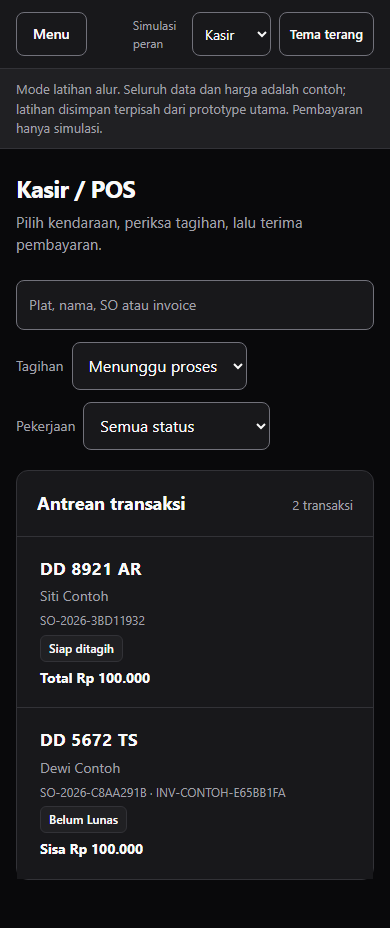 Menu
Simulasi peran
Kasir
Tema terang
Mode latihan alur. Seluruh data dan harga adalah contoh;
latihan disimpan terpisah dari prototype utama. Pembayaran
hanya simulasi.
Kasir / POS
Pilih kendaraan, periksa tagihan, lalu terima
pembayaran.
Plat, nama, SO atau invoice
Tagihan
Menunggu proses
Pekerjaan
Semua status
Antrean transaksi
2 transaksi
DD 8921 AR
Siti Contoh
SO-2026-3BD11932
Siap ditagih
Total Rp 100.000
DD 5672 TS
Dewi Contoh
SO-2026-C8AA291B · INV-CONTOH-E65BB1FA
Belum Lunas
Sisa Rp 100.000